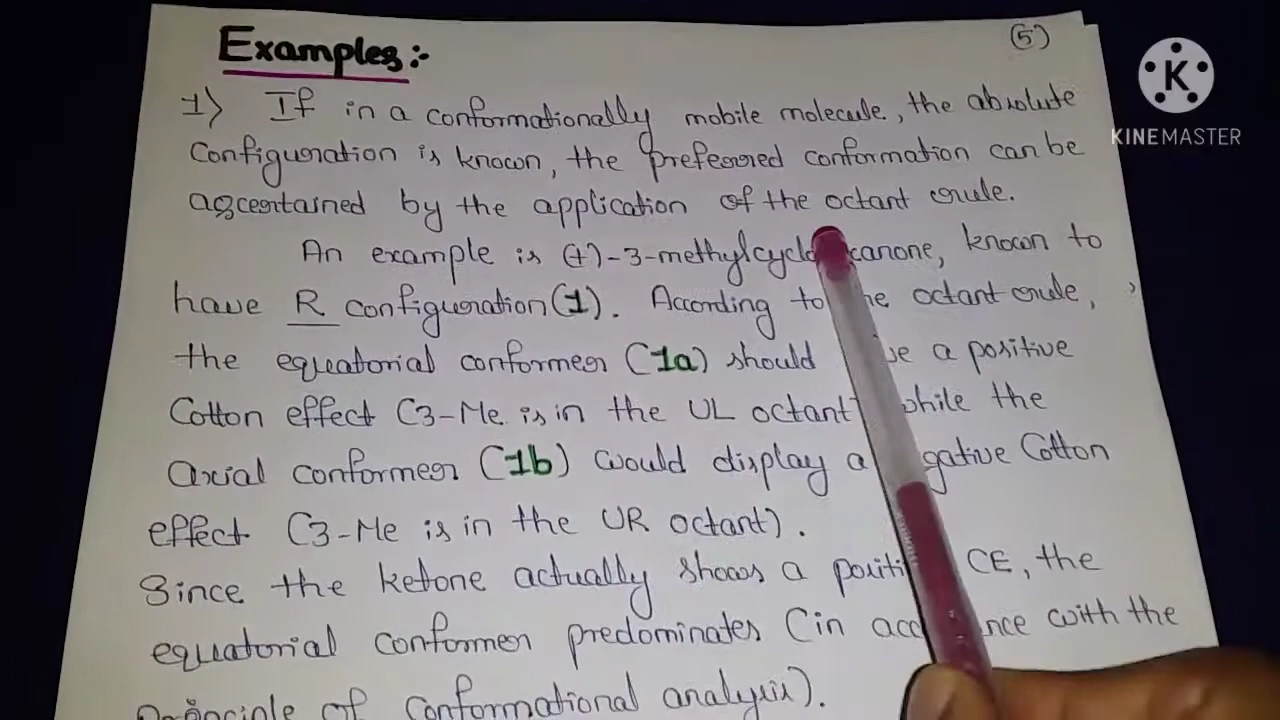 Examples:-
(5)
1) If in a conformationally mobile molecule, the absolute
Configuration is known, the preferred conformation can be
ascertained by the application of the octant rule.
An example is (+)-3-methylcyclo canone, known to
have R configuration (1). According to he octant rule,
the equatorial conformer (1a) should a positive
Cotton effect (3-Me is in the UL octant) while the
axial conformer (1b) would display a gative Cotton
effect (3-Me is in the UR octant).
Since the ketone actually shows a positi CE, the
equatorial conformer predominates (in acc nce with the
Principle of conformational analysis).
K
KINEMASTER